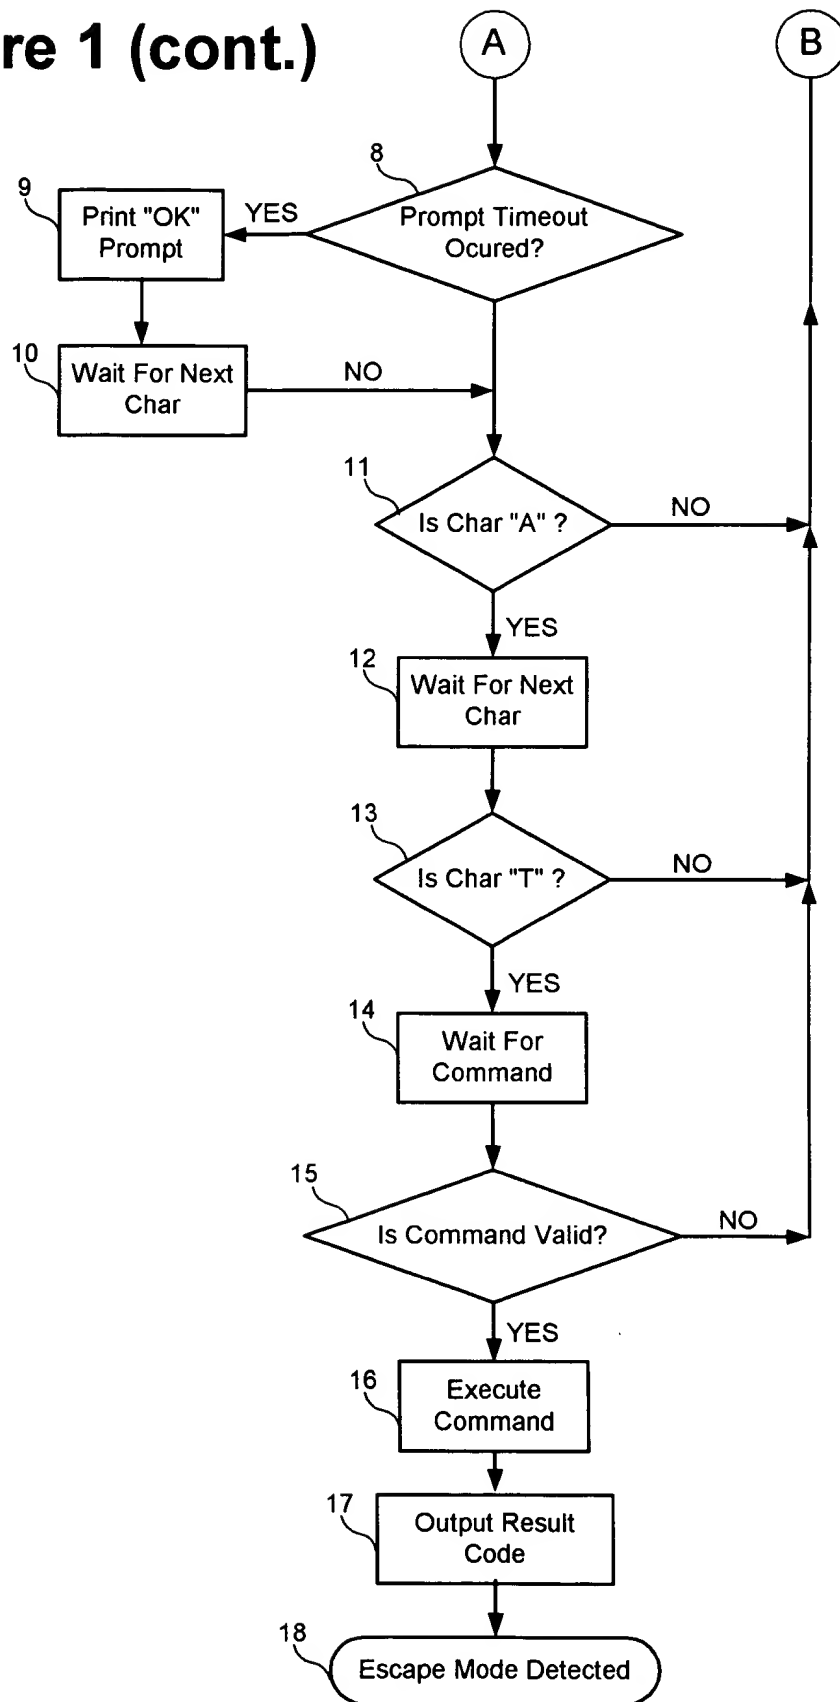 re 1 (cont.)
A
B
8
Prompt Timeout
Ocured?
YES
9
Print "OK"
Prompt
10
Wait For Next
Char
NO
11
Is Char "A" ?
NO
YES
12
Wait For Next
Char
13
Is Char "T" ?
NO
YES
14
Wait For
Command
15
Is Command Valid?
NO
YES
16
Execute
Command
17
Output Result
Code
18
Escape Mode Detected